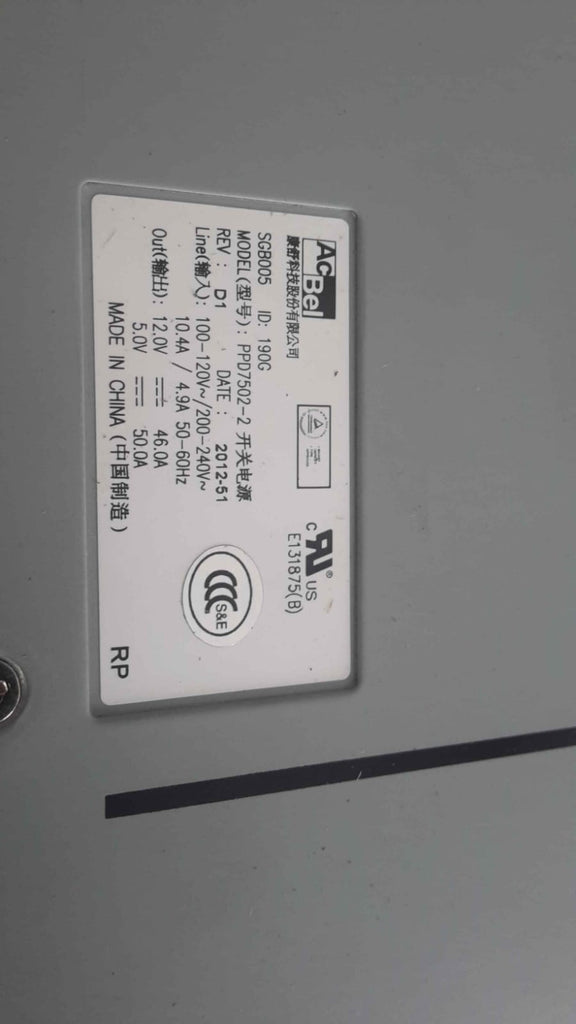 AcBel
康舒科技股份有限公司
SGB005 ID: 190G
MODEL(型号): PPD7502-2 开关电源
REV : D1 DATE : 2012-51
Line(输入): 100-120V~/200-240V~
10.4A / 4.9A 50-60Hz
Out(输出): 12.0V ⎓ 46.0A
5.0V ⎓ 50.0A
MADE IN CHINA (中国制造)
c RU ® US
E131875(B)
CCC S&E
RP